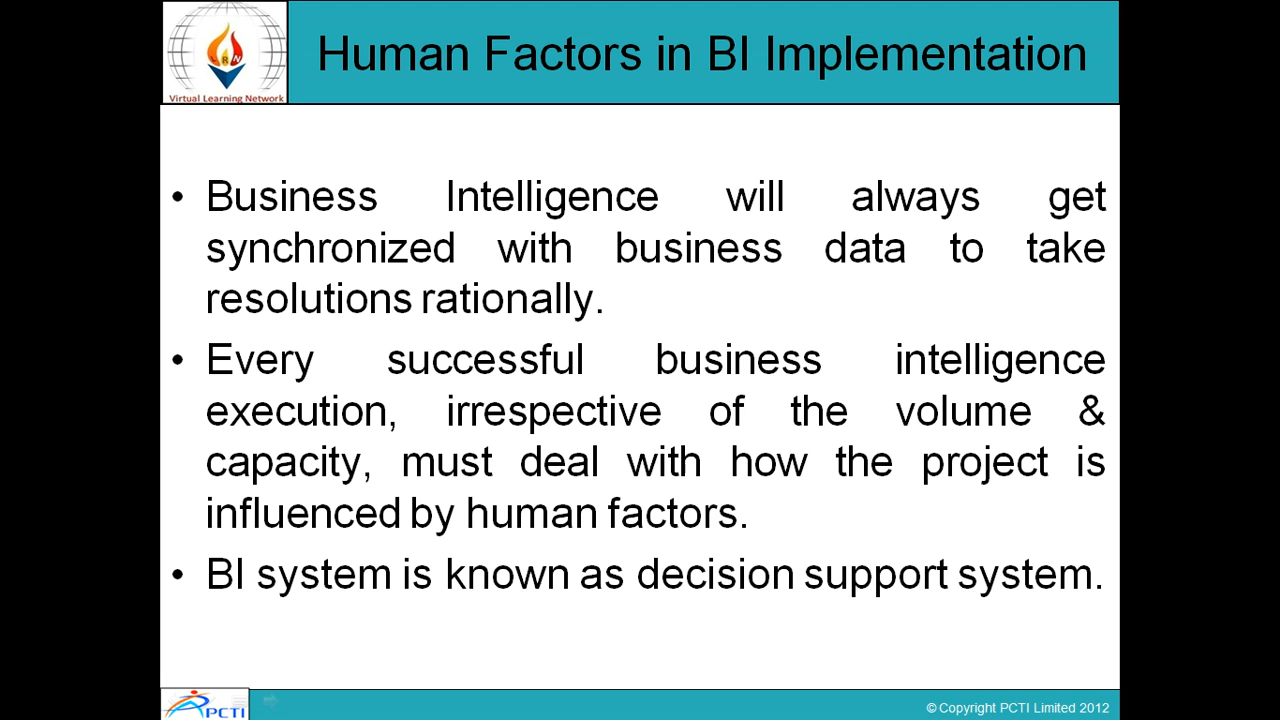 Human Factors in BI Implementation
Virtual Learning Network
• Business Intelligence will always get
synchronized with business data to take
resolutions rationally.
• Every successful business intelligence
execution, irrespective of the volume &
capacity, must deal with how the project is
influenced by human factors.
• BI system is known as decision support system.
PCTI
© Copyright PCTI Limited 2012